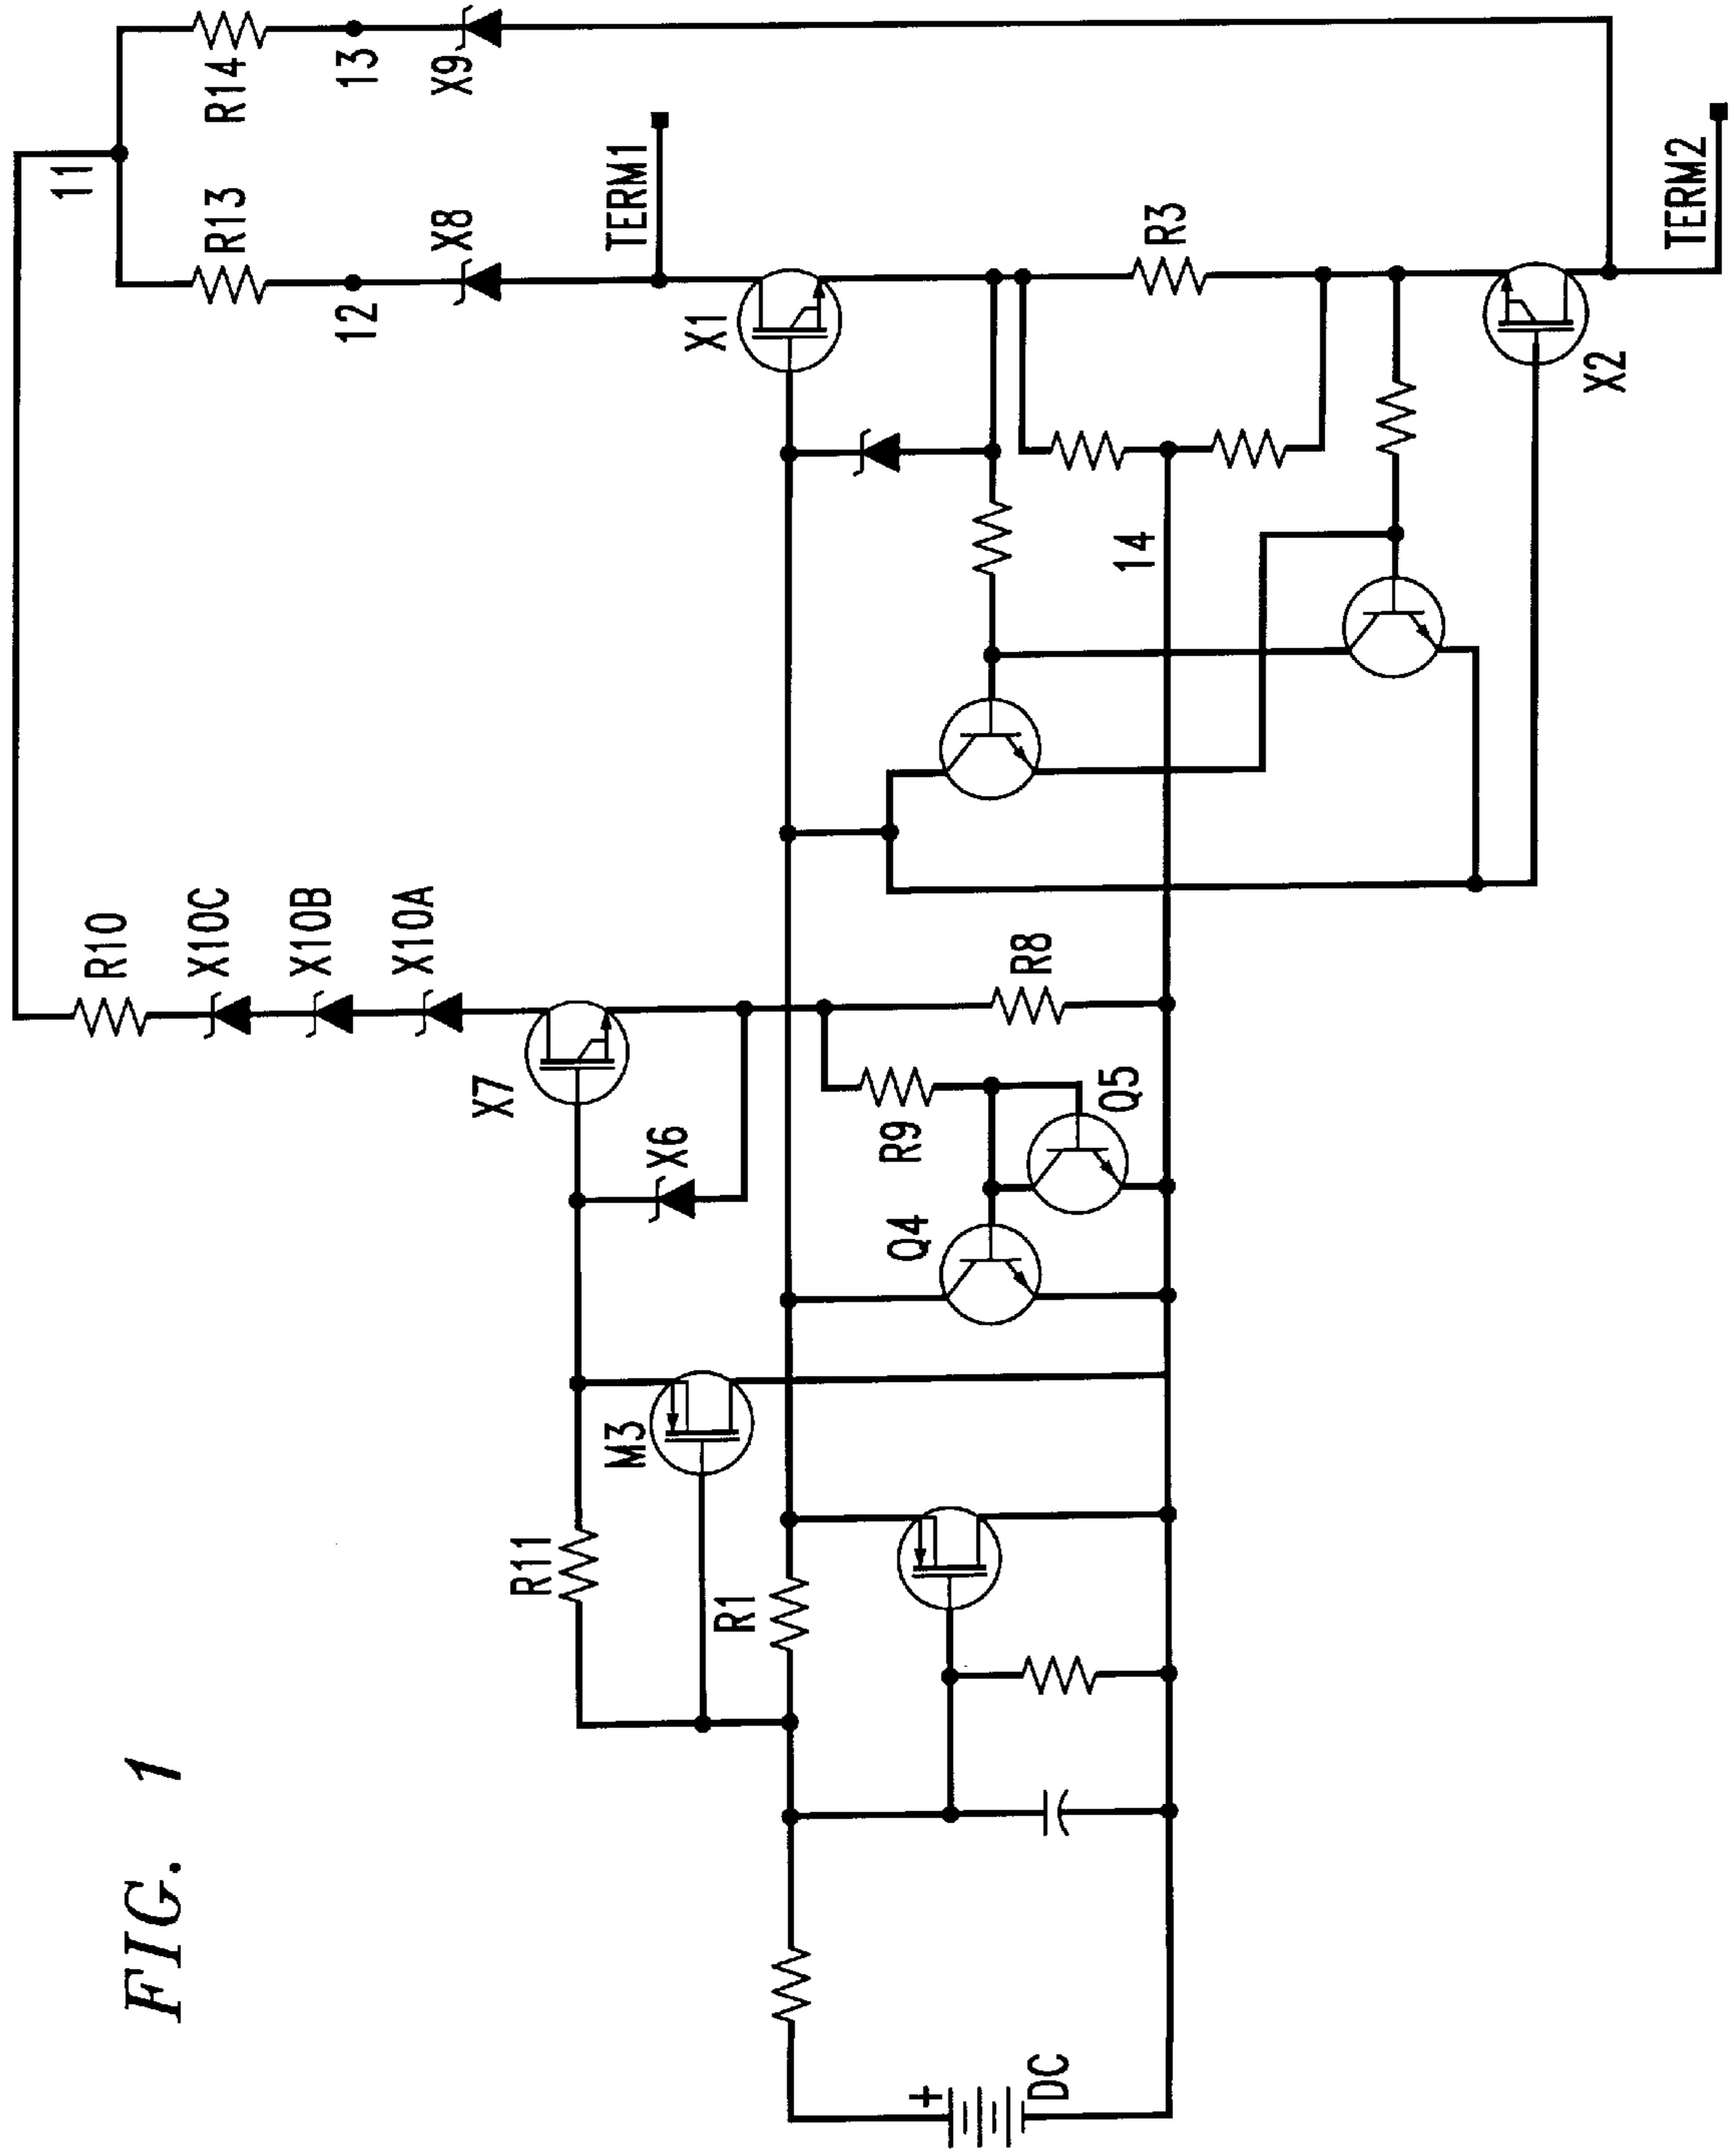 FIG. 1
11
R14
13
X9
R13
12
X8
TERM1
R10
X10C
X10B
X10A
X7
X6
X1
R3
TERM2
X2
14
R8
R9
Q5
Q4
M3
R11
R1
+
DC